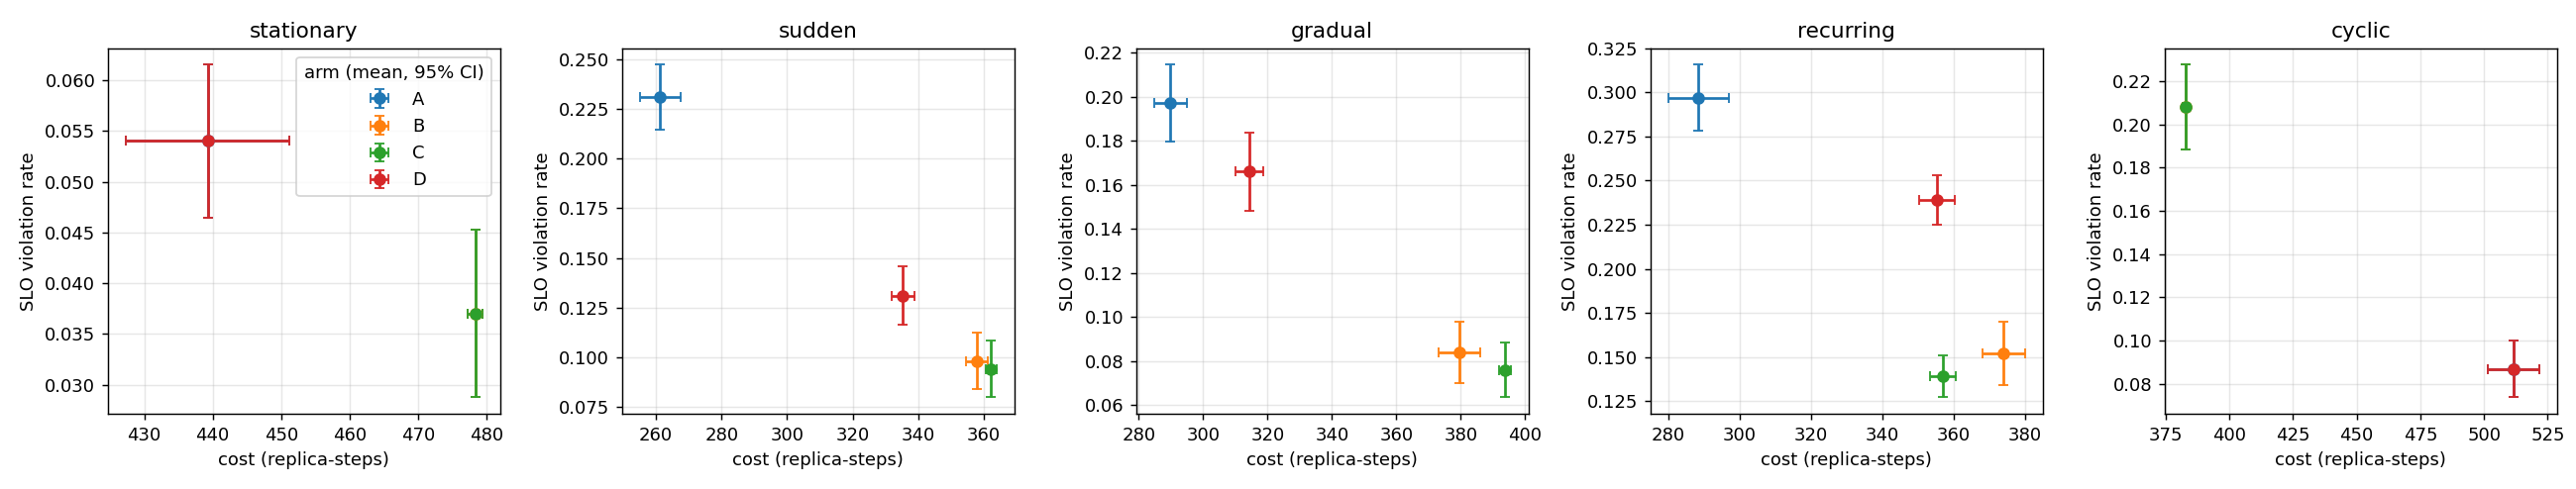 stationary
SLO violation rate
0.060
0.055
0.050
0.045
0.040
0.035
0.030
arm (mean, 95% CI)
A
B
C
D
430 440 450 460 470 480
cost (replica-steps)
sudden
SLO violation rate
0.250
0.225
0.200
0.175
0.150
0.125
0.100
0.075
260 280 300 320 340 360
cost (replica-steps)
gradual
SLO violation rate
0.22
0.20
0.18
0.16
0.14
0.12
0.10
0.08
0.06
280 300 320 340 360 380 400
cost (replica-steps)
recurring
SLO violation rate
0.325
0.300
0.275
0.250
0.225
0.200
0.175
0.150
0.125
280 300 320 340 360 380
cost (replica-steps)
cyclic
SLO violation rate
0.22
0.20
0.18
0.16
0.14
0.12
0.10
0.08
375 400 425 450 475 500 525
cost (replica-steps)